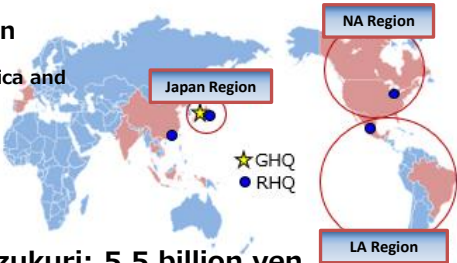 n
NA Region
ica and
Japan Region
GHQ
RHQ
zukuri: 5.5 billion yen
LA Region